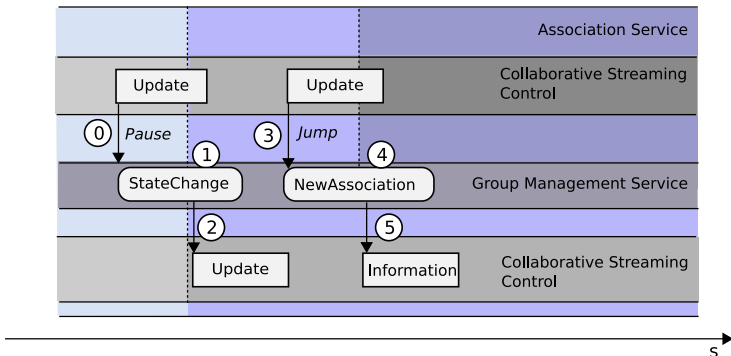 Association Service
Update
Update
Collaborative Streaming
Control
0
Pause
3
Jump
1
4
StateChange
NewAssociation
Group Management Service
2
5
Update
Information
Collaborative Streaming
Control
s